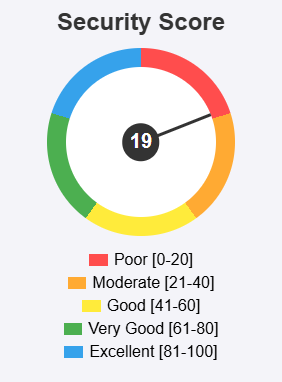 Security Score
19
Poor [0-20]
Moderate [21-40]
Good [41-60]
Very Good [61-80]
Excellent [81-100]